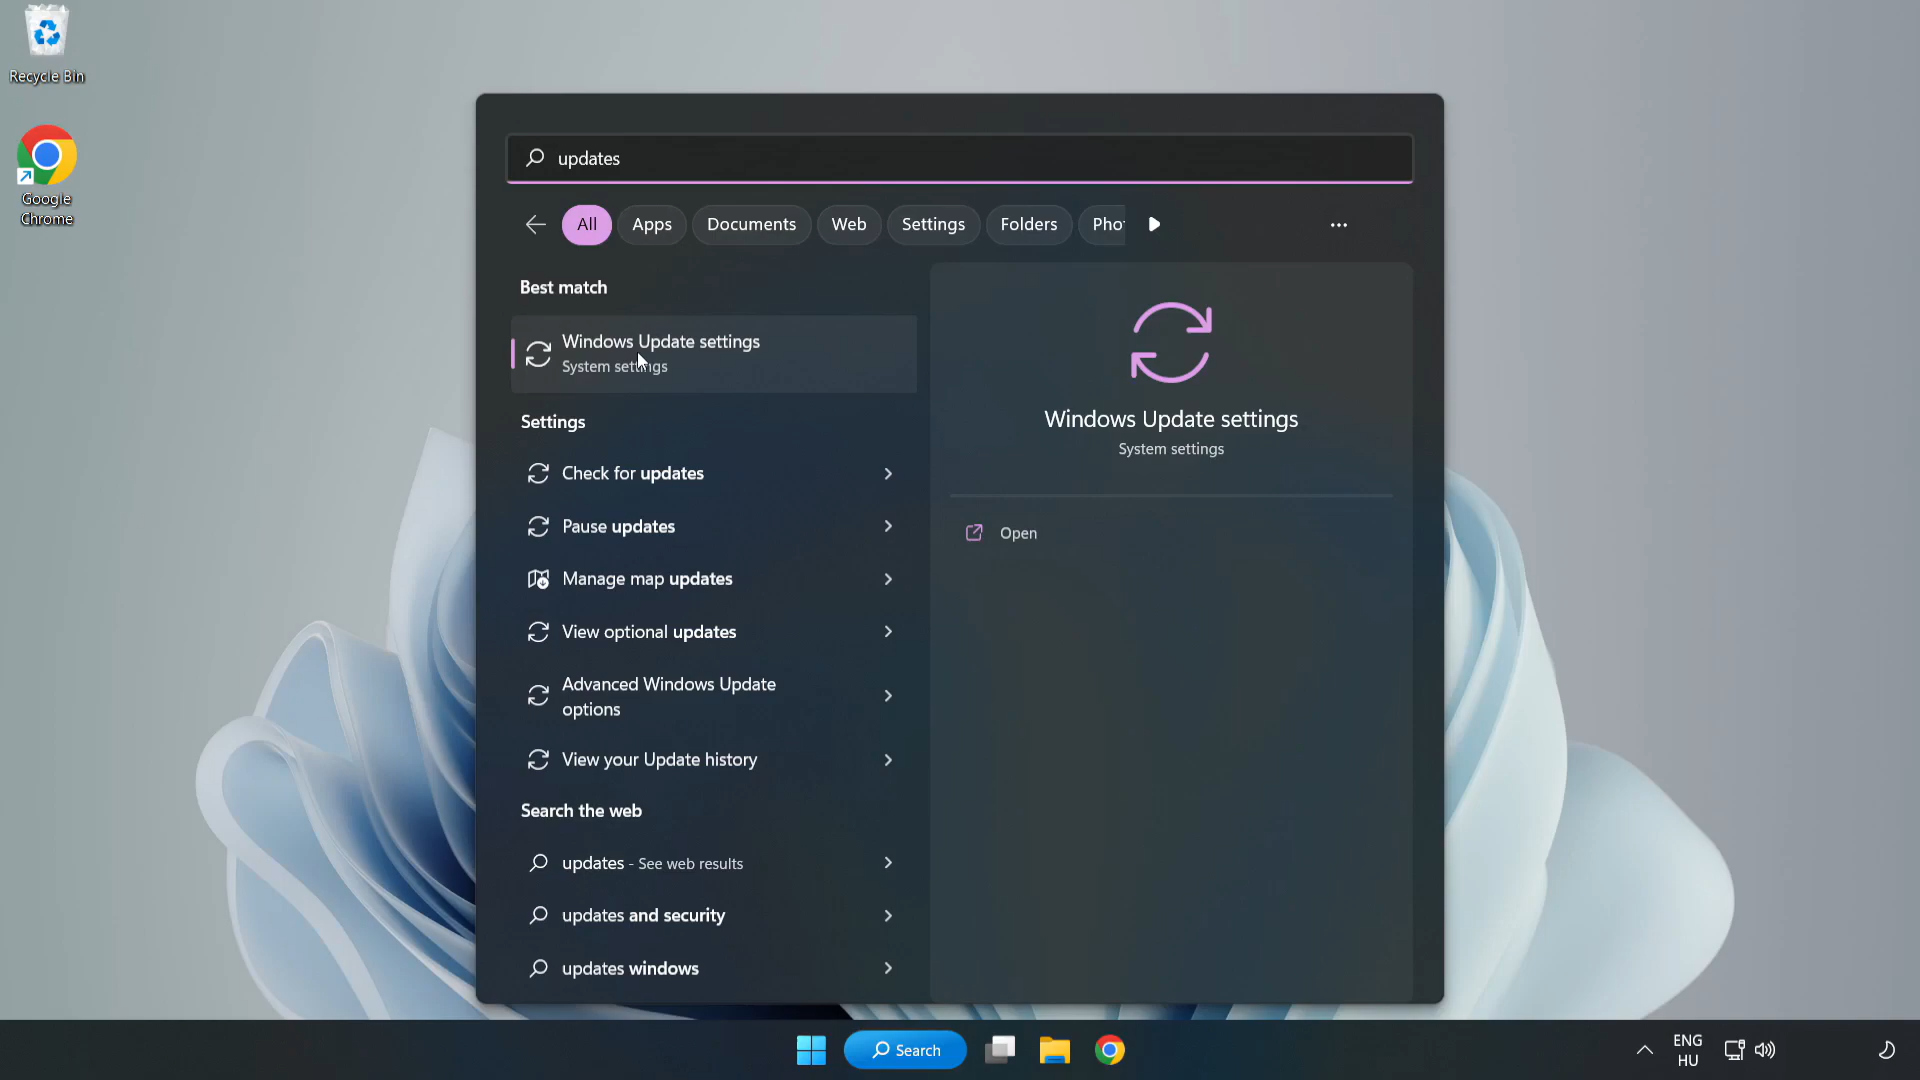 Recycle Bin
Google
Chrome
updates
All
Apps
Documents
Web
Settings
Folders
Best match
Windows Update settings
System settings
Settings
Check for updates
Pause updates
Manage map updates
View optional updates
Advanced Windows Update
options
View your Update history
Search the web
updates - See web results
updates and security
updates windows
Windows Update settings
System settings
Open
Search
ENG
HU